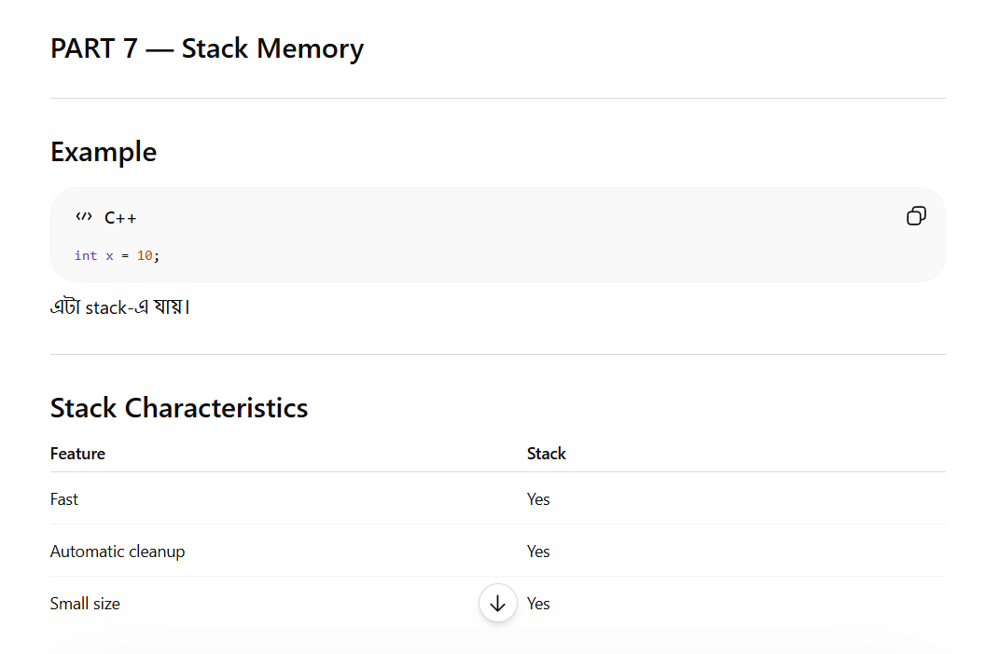 PART 7 — Stack Memory
Example
C++
int x = 10;
এটা stack-এ যায়।
Stack Characteristics
Feature Stack
Fast Yes
Automatic cleanup Yes
Small size Yes